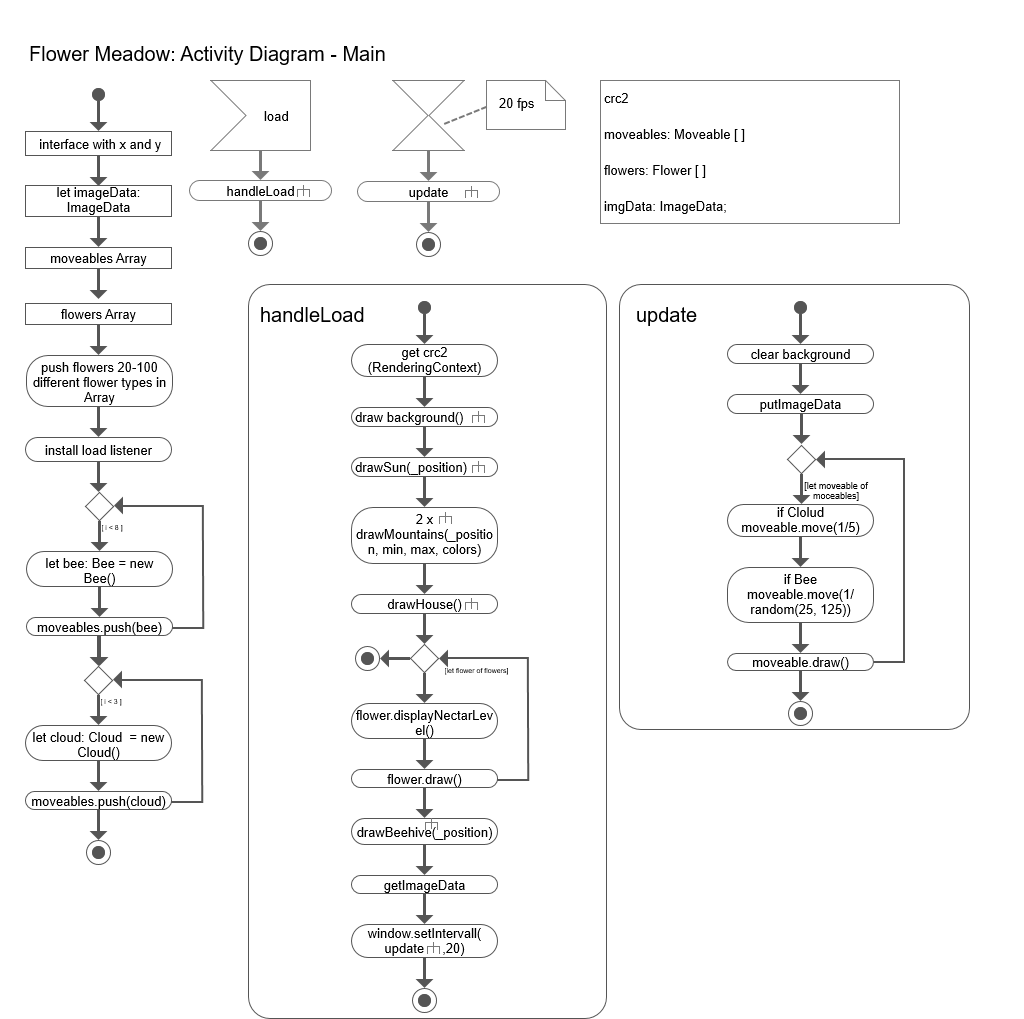 Flower Meadow: Activity Diagram - Main
interface with x and y
let imageData:
ImageData
moveables Array
flowers Array
push flowers 20-100
different flower types in
Array
install load listener
[ i < 8 ]
let bee: Bee = new
Bee()
moveables.push(bee)
[ i < 3 ]
let cloud: Cloud = new
Cloud()
moveables.push(cloud)
load
handleLoad
20 fps
update
crc2
moveables: Moveable [ ]
flowers: Flower [ ]
imgData: ImageData;
handleLoad
get crc2
(RenderingContext)
draw background()
drawSun(_position)
2 x
drawMountains(_positio
n, min, max, colors)
drawHouse()
[let flower of flowers]
flower.displayNectarLev
el()
flower.draw()
drawBeehive(_position)
getImageData
window.setIntervall(
update ,20)
update
clear background
putImageData
[let moveable of
moceables]
if Clolud
moveable.move(1/5)
if Bee
moveable.move(1/
random(25, 125))
moveable.draw()